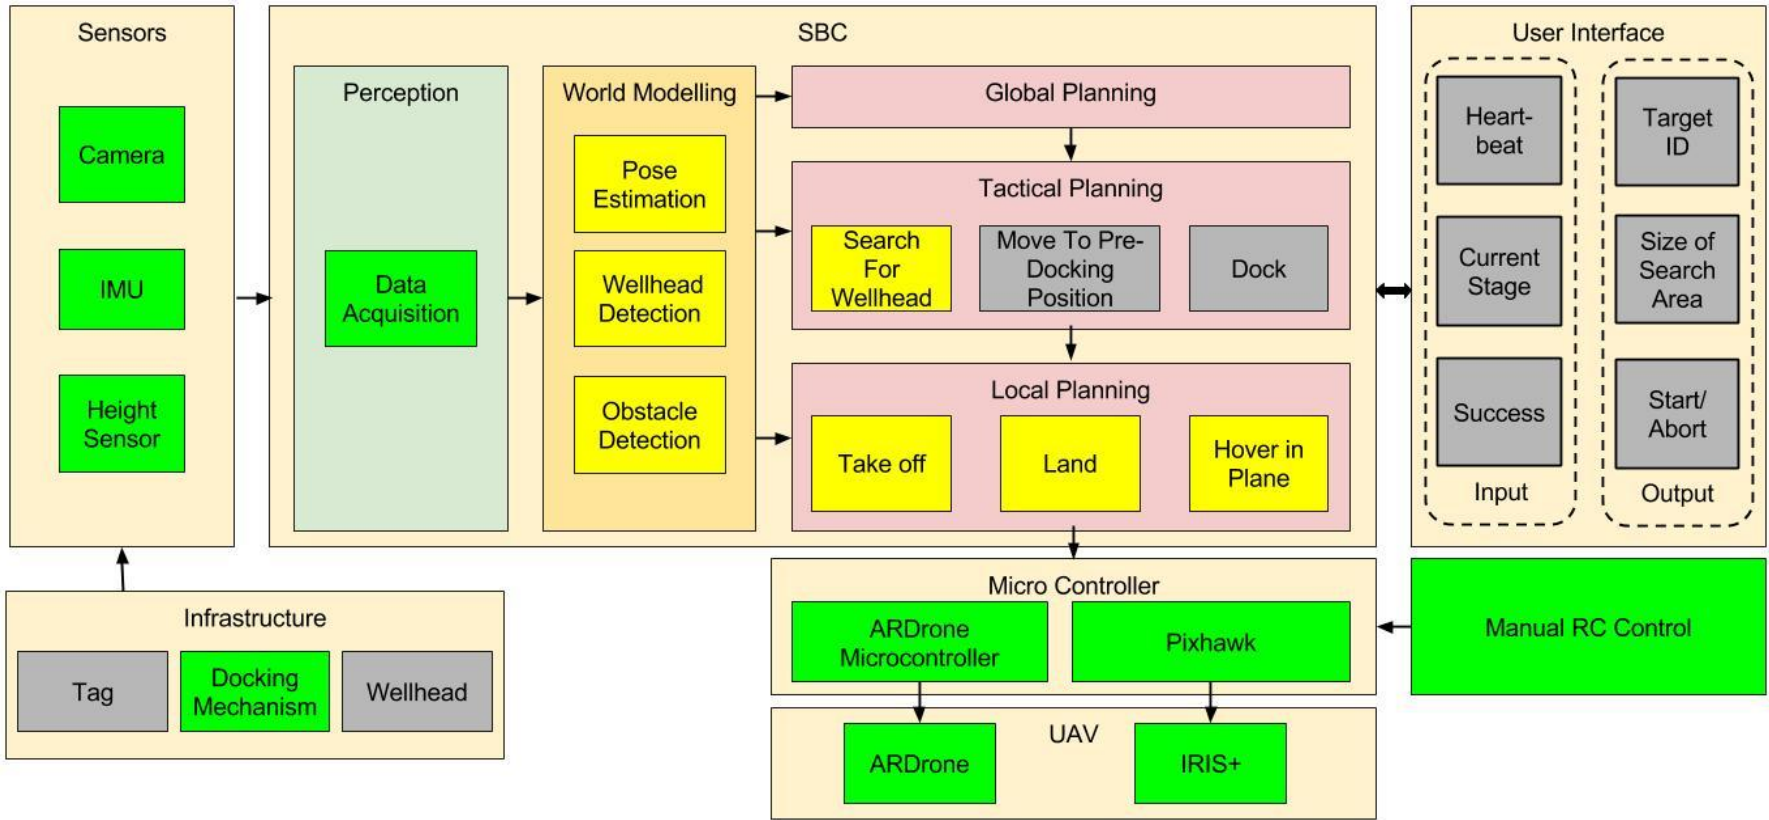 Sensors
Camera
IMU
Height
Sensor
SBC
Perception
Data
Acquisition
World Modelling
Pose
Estimation
Wellhead
Detection
Obstacle
Detection
Global Planning
Tactical Planning
Search
For
Wellhead
Move To Pre-
Docking
Position
Dock
Local Planning
Take off
Land
Hover in
Plane
User Interface
Heart-
beat
Current
Stage
Success
Input
Target
ID
Size of
Search
Area
Start/
Abort
Output
Infrastructure
Tag
Docking
Mechanism
Wellhead
Micro Controller
ARDrone
Microcontroller
Pixhawk
Manual RC Control
UAV
ARDrone
IRIS+